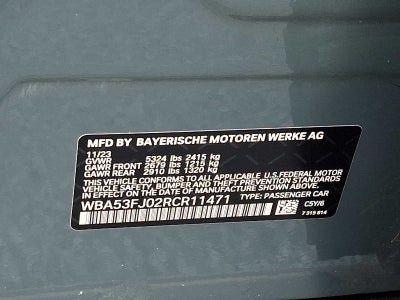 MFD BY BAYERISCHE MOTOREN WERKE AG
11/23
GVWR 5324 lbs 2415 kg
GAWR FRONT 2679 lbs 1215 kg
GAWR REAR 2910 lbs 1320 kg
THIS VEHICLE CONFORMS TO ALL APPLICABLE U.S.FEDERAL MOTOR
VEHICLE SAFETY, BUMPER AND THEFT PREVENTION STANDARDS IN
EFFECT ON THE DATE OF MANUFACTURE SHOWN ABOVE.
WBA53FJ02RCR11471 TYPE: PASSENGER CAR
C5Y/6
7 315 814